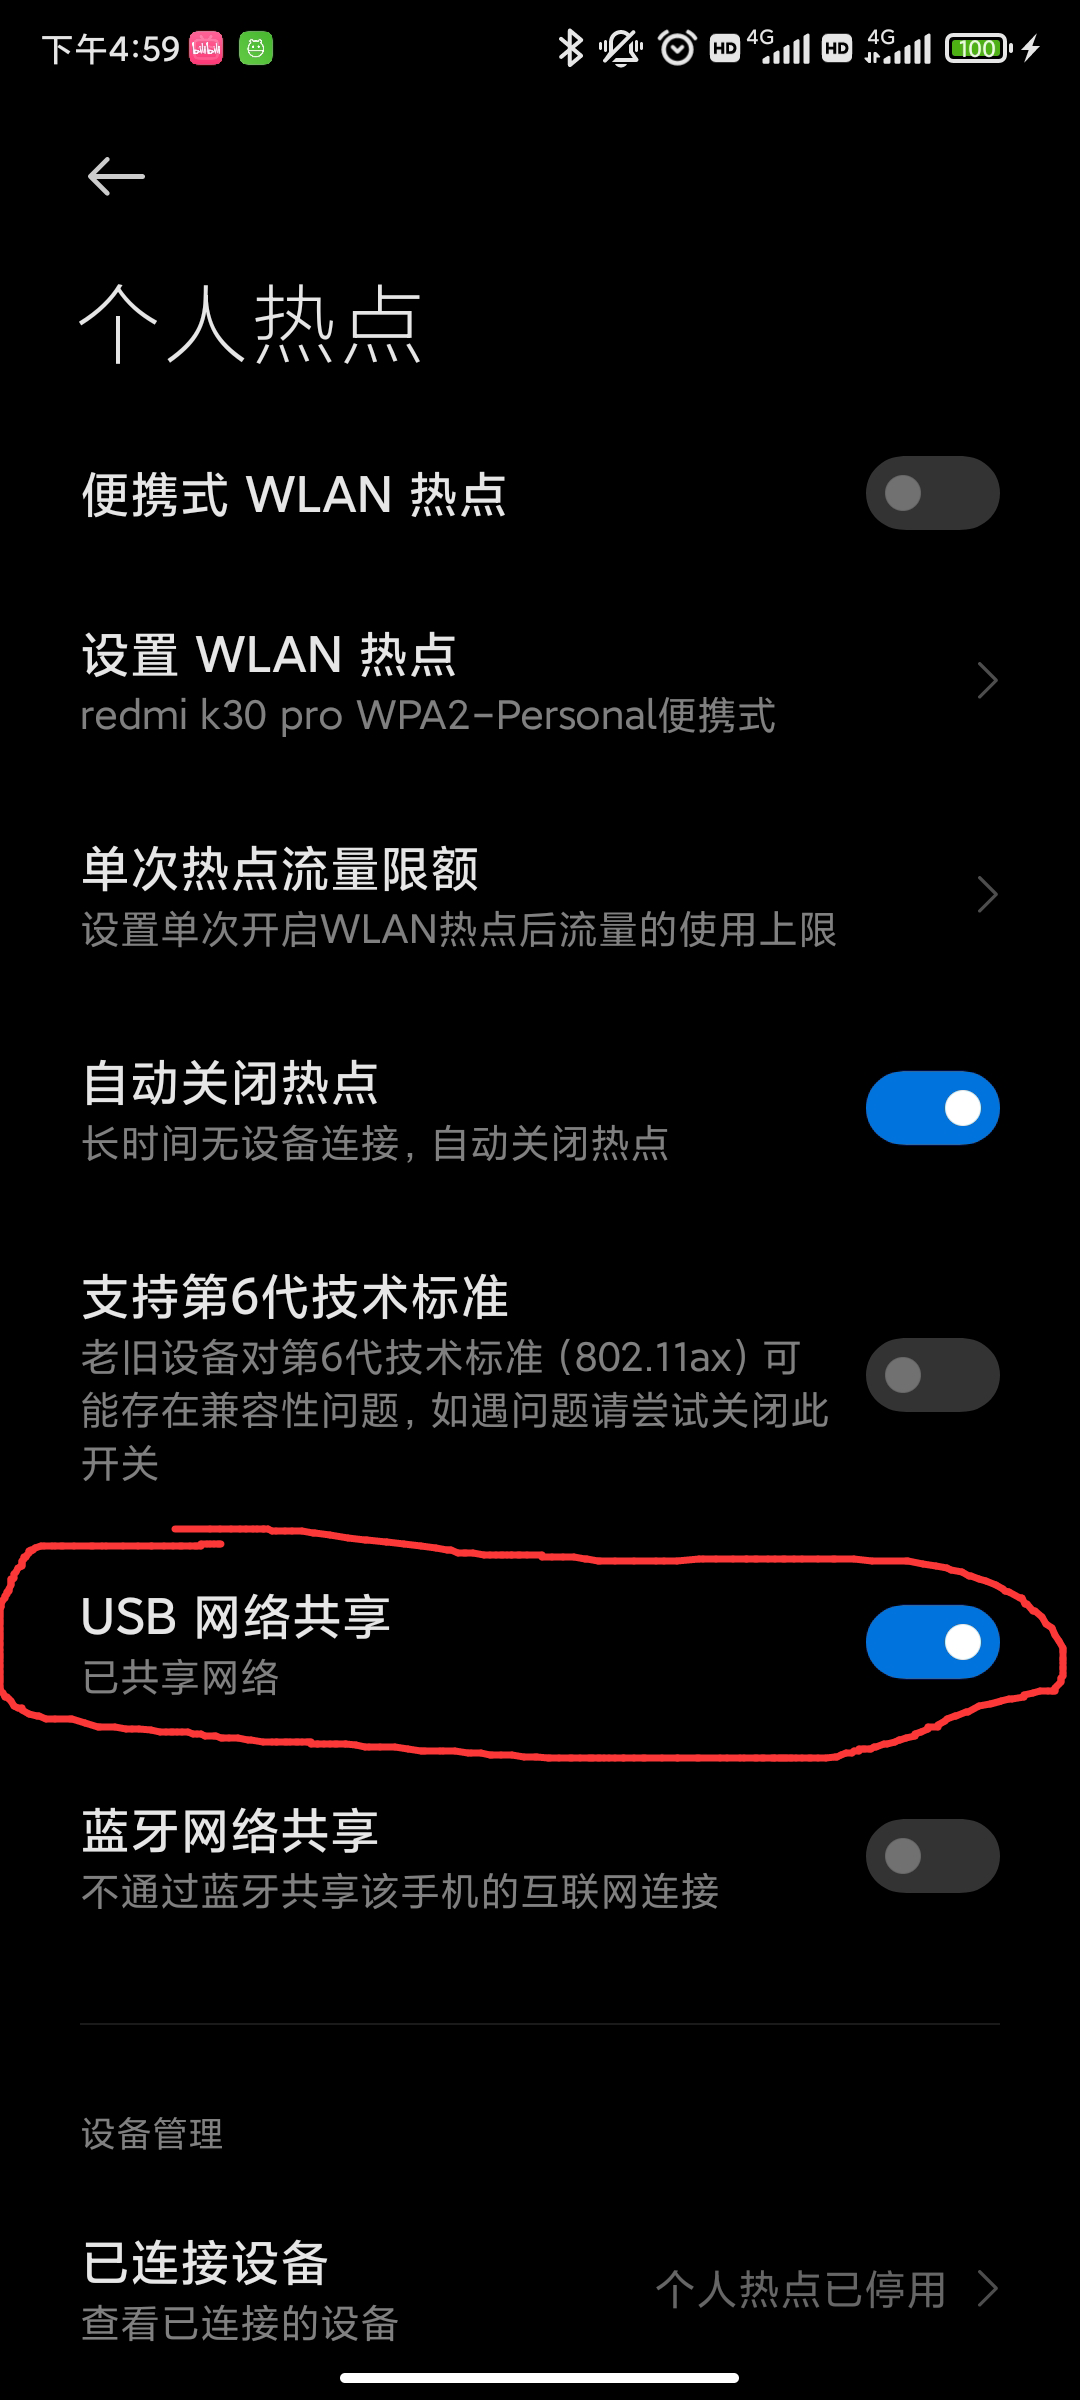 下午4:59 bilibili HD 4G HD 4G 100
个人热点
便携式 WLAN 热点
设置 WLAN 热点
redmi k30 pro WPA2-Personal便携式
单次热点流量限额
设置单次开启WLAN热点后流量的使用上限
自动关闭热点
长时间无设备连接，自动关闭热点
支持第6代技术标准
老旧设备对第6代技术标准（802.11ax）可
能存在兼容性问题，如遇问题请尝试关闭此
开关
USB 网络共享
已共享网络
蓝牙网络共享
不通过蓝牙共享该手机的互联网连接
设备管理
已连接设备
个人热点已停用
查看已连接的设备